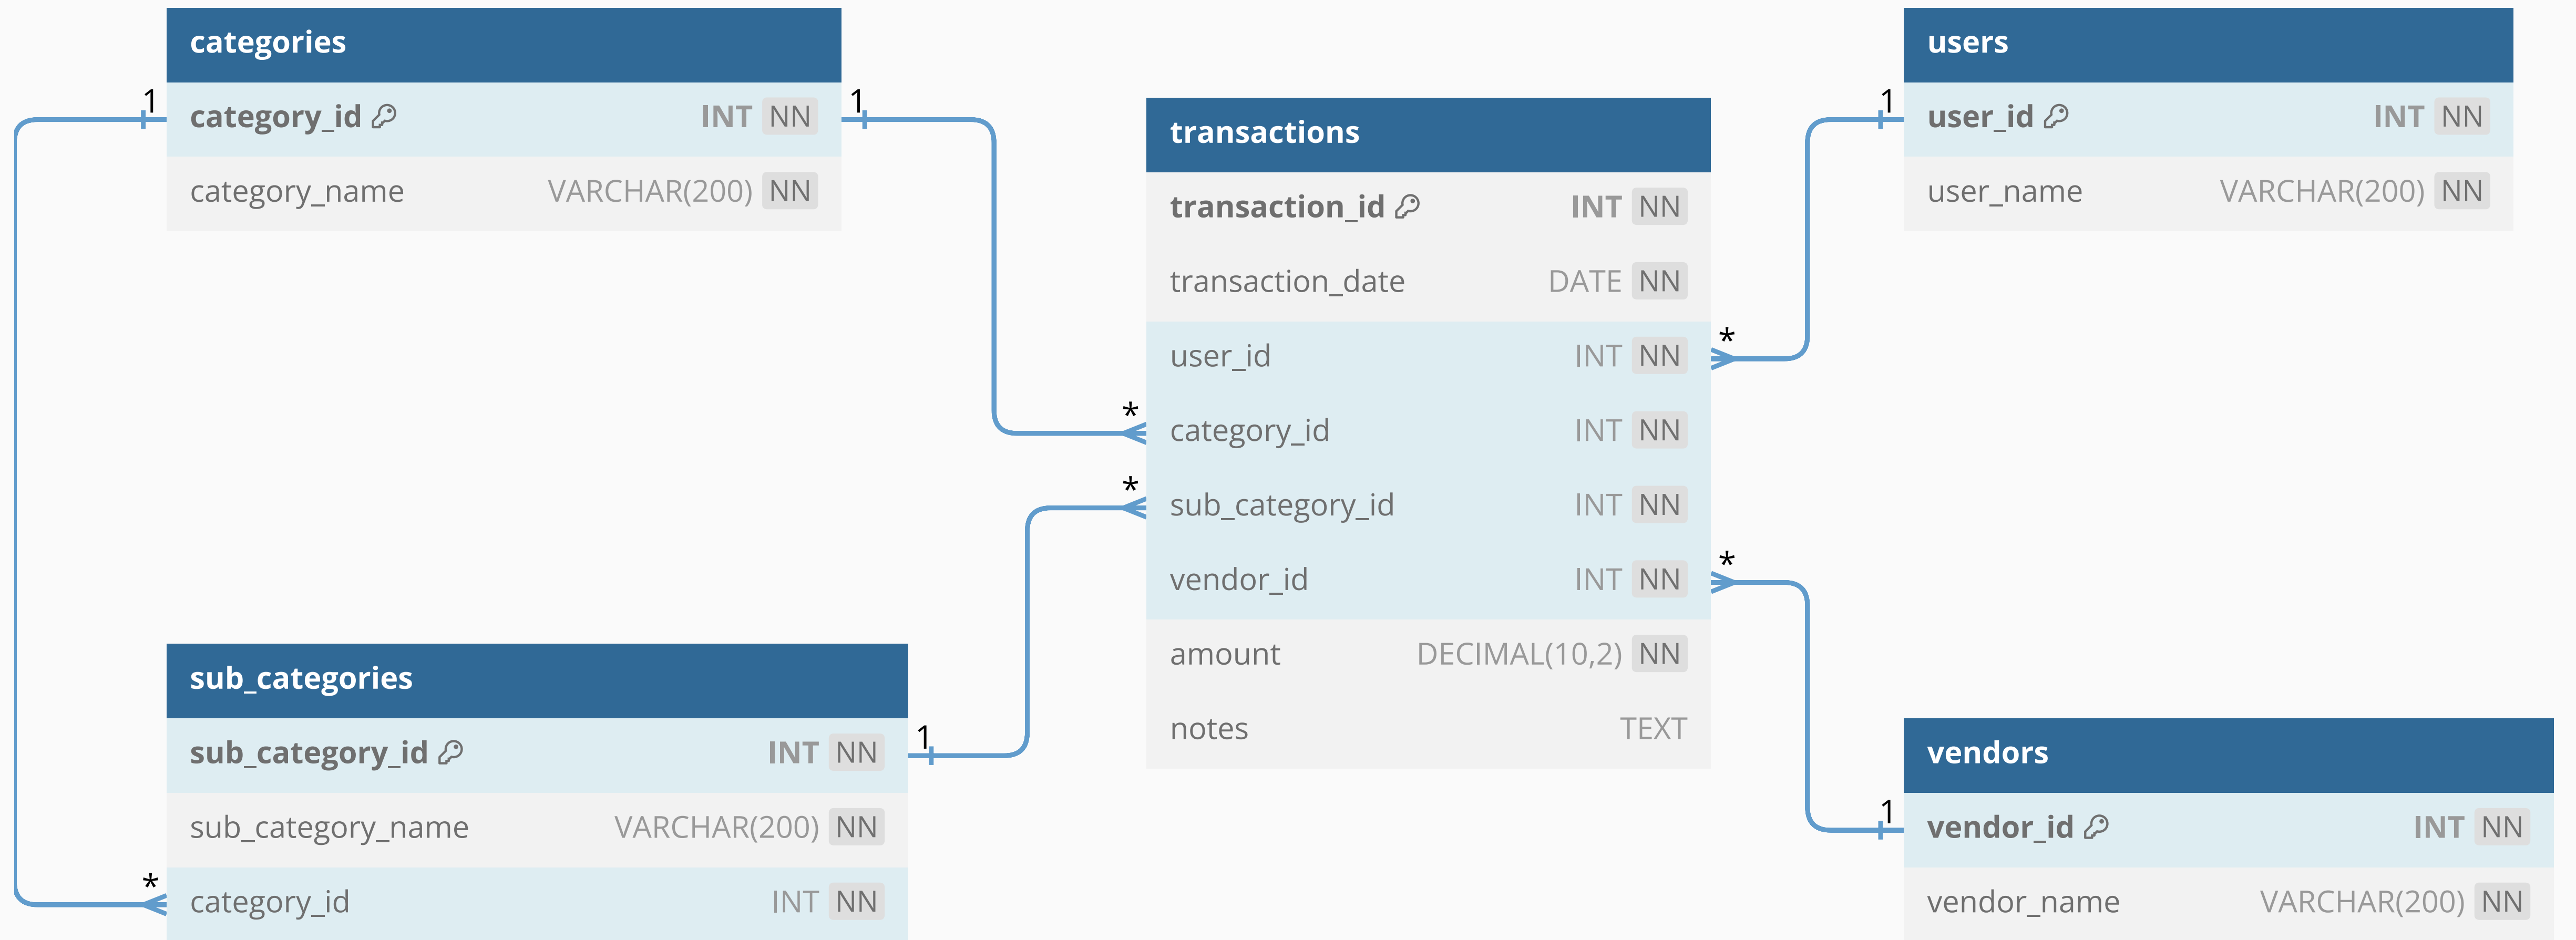 categories
1
category_id INT NN
1
category_name VARCHAR(200) NN
transactions
transaction_id INT NN
transaction_date DATE NN
user_id INT NN
*
*
category_id INT NN
*
sub_category_id INT NN
vendor_id INT NN
*
amount DECIMAL(10,2) NN
notes TEXT
users
1
user_id INT NN
user_name VARCHAR(200) NN
sub_categories
sub_category_id INT NN
1
sub_category_name VARCHAR(200) NN
*
category_id INT NN
vendors
1
vendor_id INT NN
vendor_name VARCHAR(200) NN